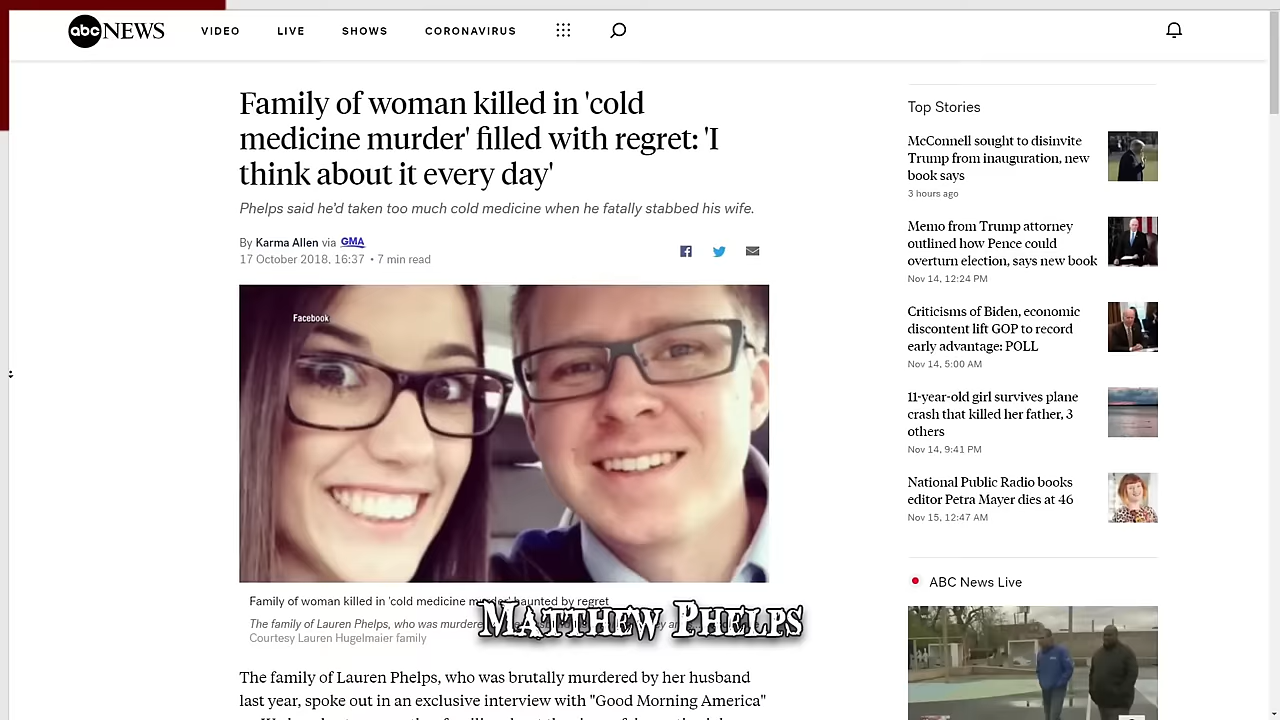 abc NEWS VIDEO LIVE SHOWS CORONAVIRUS
Family of woman killed in 'cold
medicine murder' filled with regret: 'I
think about it every day'
Phelps said he'd taken too much cold medicine when he fatally stabbed his wife.
By Karma Allen via GMA
17 October 2018, 16:37 • 7 min read
Facebook
Family of woman killed in 'cold medicine murder' haunted by regret
The family of Lauren Phelps, who was murdered
Courtesy Lauren Hugelmaier family
MATTHEW PHELPS
The family of Lauren Phelps, who was brutally murdered by her husband
last year, spoke out in an exclusive interview with "Good Morning America"
Top Stories
McConnell sought to disinvite
Trump from inauguration, new
book says
3 hours ago
Memo from Trump attorney
outlined how Pence could
overturn election, says new book
Nov 14, 12:24 PM
Criticisms of Biden, economic
discontent lift GOP to record
early advantage: POLL
Nov 14, 5:00 AM
11-year-old girl survives plane
crash that killed her father, 3
others
Nov 14, 9:41 PM
National Public Radio books
editor Petra Mayer dies at 46
Nov 15, 12:47 AM
ABC News Live